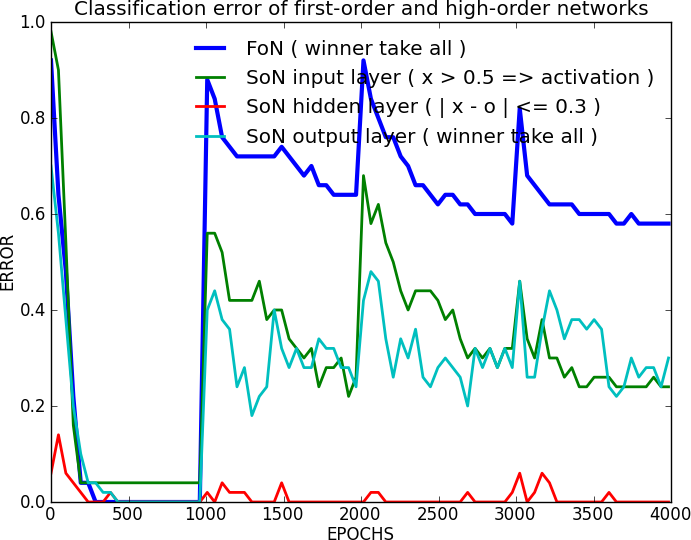 Classification error of first-order and high-order networks
FoN ( winner take all )
SoN input layer ( x > 0.5 => activation )
SoN hidden layer ( | x - o | <= 0.3 )
SoN output layer ( winner take all )
1.0
0.8
0.6
0.4
0.2
0.0
ERROR
0 500 1000 1500 2000 2500 3000 3500 4000
EPOCHS